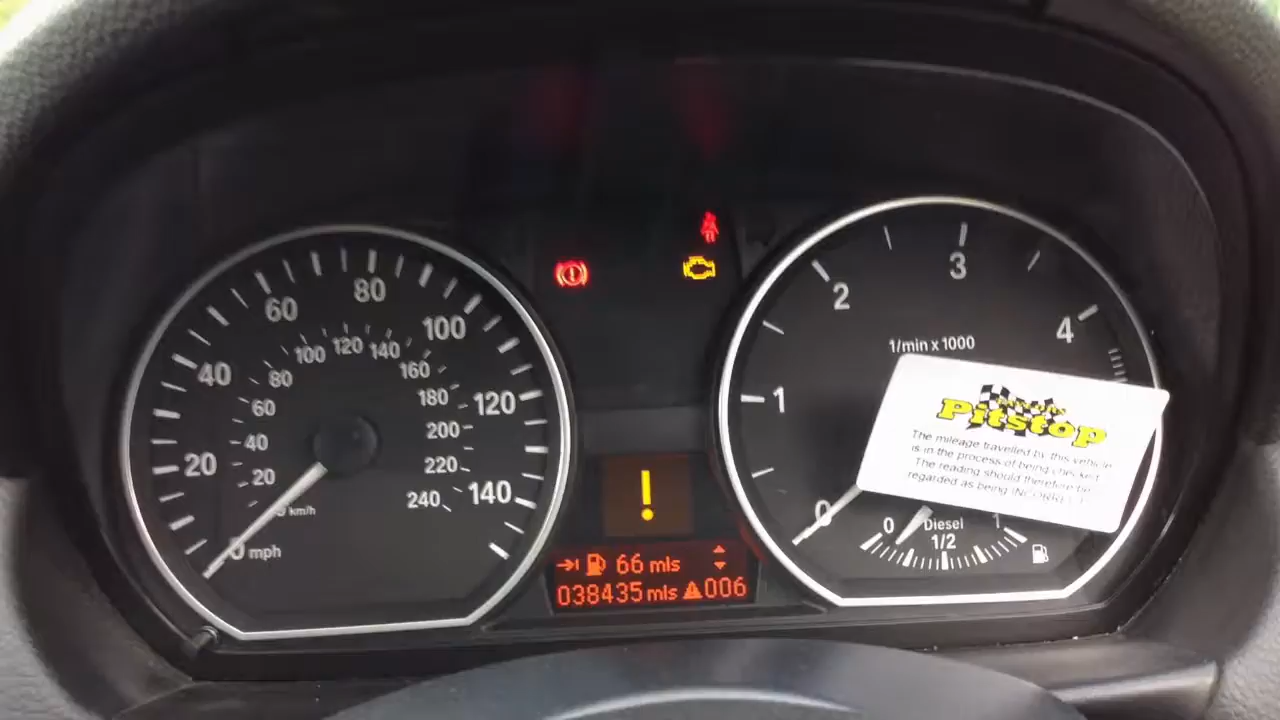 20
40
60
80
100
120
140
20
40
60
80
100
120
140
160
180
200
220
240
km/h
0 mph
!
66 mls
038435 mls 006
0
1
2
3
4
1/min x 1000
Pitstop
The mileage travelled by this vehicle
is in the process of being checked
The reading should therefore be
regarded as being
0
Diesel
1/2
1